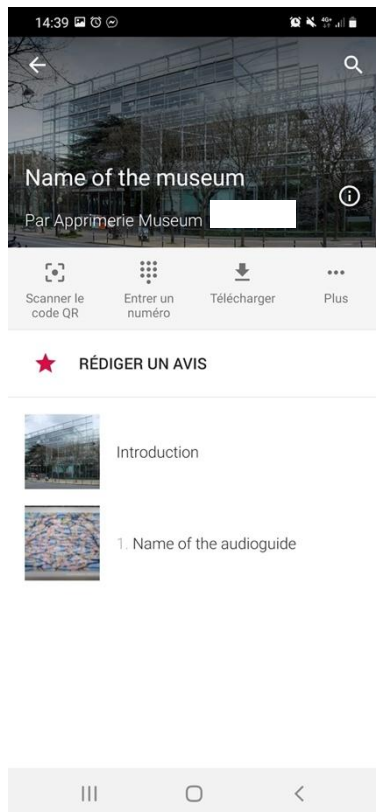 14:39
4G+
Name of the museum
Par Apprimerie Museum
Scanner le
code QR
Entrer un
numéro
Télécharger
Plus
RÉDIGER UN AVIS
Introduction
1. Name of the audioguide